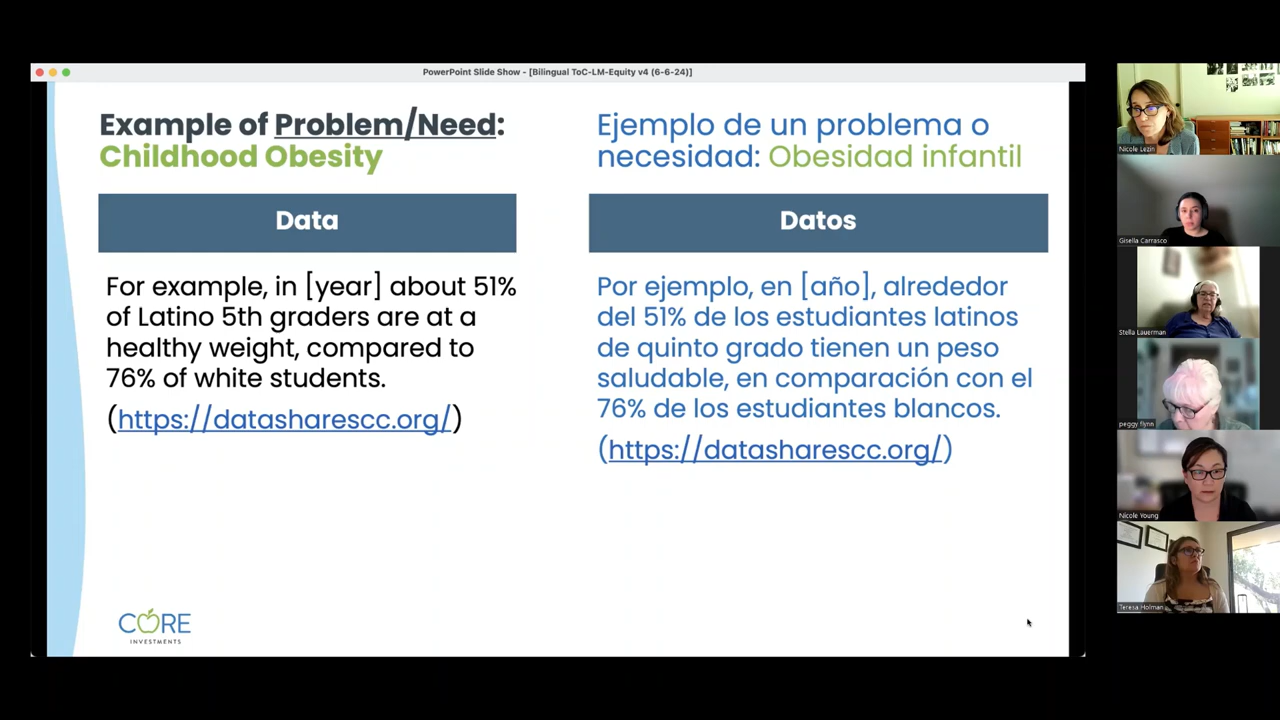 PowerPoint Slide Show - [Bilingual ToC-LM-Equity v4 (6-6-24)]
Example of Problem/Need:
Childhood Obesity
Data
For example, in [year] about 51%
of Latino 5th graders are at a
healthy weight, compared to
76% of white students.
(https://datasharescc.org/)
Ejemplo de un problema o
necesidad: Obesidad infantil
Datos
Por ejemplo, en [año], alrededor
del 51% de los estudiantes latinos
de quinto grado tienen un peso
saludable, en comparación con el
76% de los estudiantes blancos.
(https://datasharescc.org/)
CORE
INVESTMENTS
Nicole Lezin
Gisella Carrasco
Stella Lauerman
peggy flynn
Nicole Young
Teresa Holman